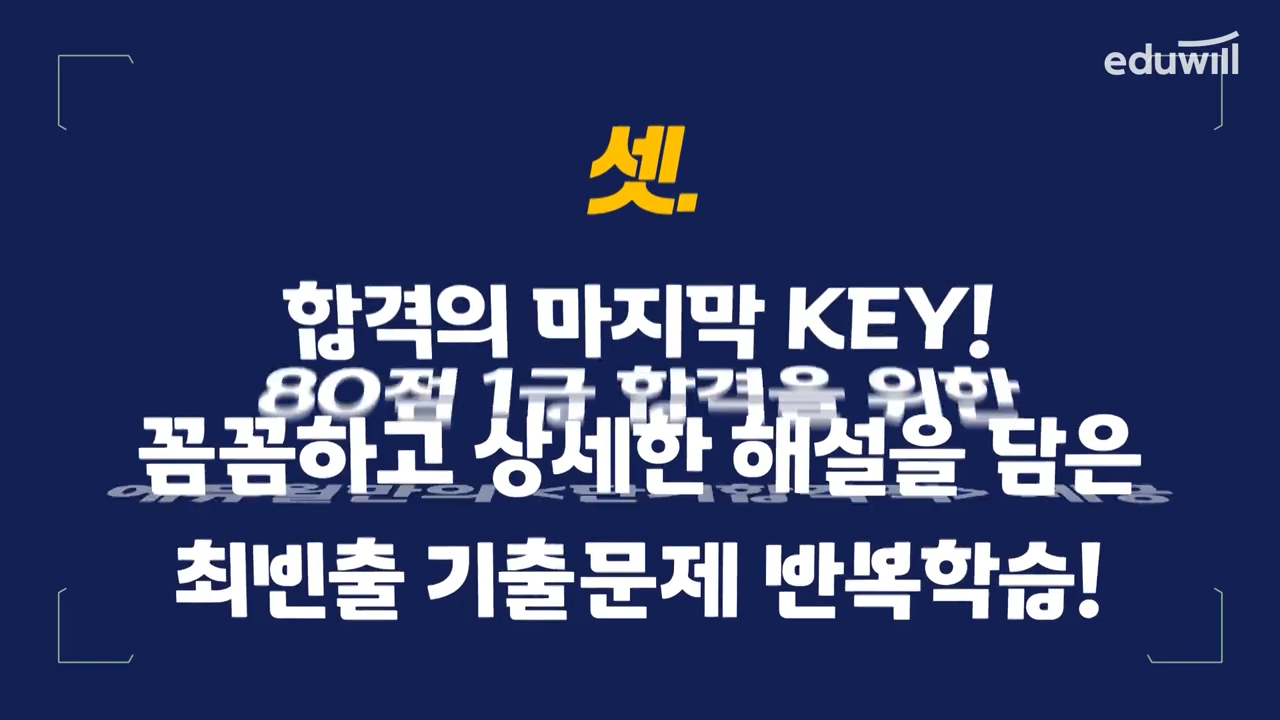 eduwill
셋.
합격의 마지막 KEY!
80점 1급 합격을 위한
꼼꼼하고 상세한 해설을 담은
최빈출 기출문제 반복학습!